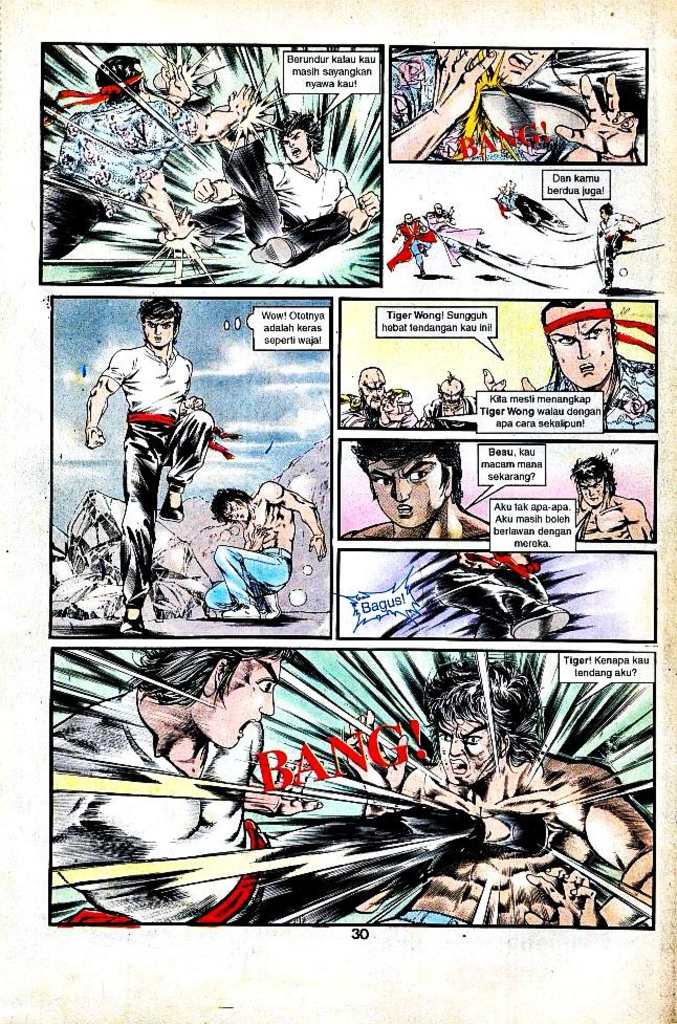 Berundur kalau kau
masih sayangkan
nyawa kau!
BANG!
Dan kamu
berdua juga!
Wow! Ototnya
adalah keras
seperti waja!
Tiger Wong! Sungguh
hebat tendangan kau ini!
Kita mesti menangkap
Tiger Wong walau dengan
apa cara sekalipun!
Beau, kau
macam mana
sekarang?
Aku tak apa-apa.
Aku masih boleh
berlawan dengan
mereka.
Bagus!
Tiger! Kenapa kau
tendang aku?
BANG!
30